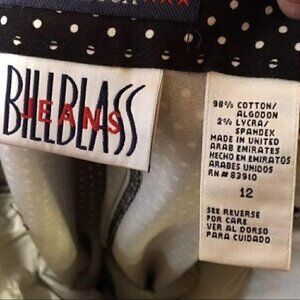 BILLBLASS
JEANS
98% COTTON/
ALGODON
2% LYCRA/
SPANDEX
MADE IN UNITED
ARAB EMIRATES
HECHO EN EMIRATOS
ARABES UNIDOS
RN# 83910
12
SEE REVERSE
FOR CARE
VER AL DORSO
PARA CUIDADO